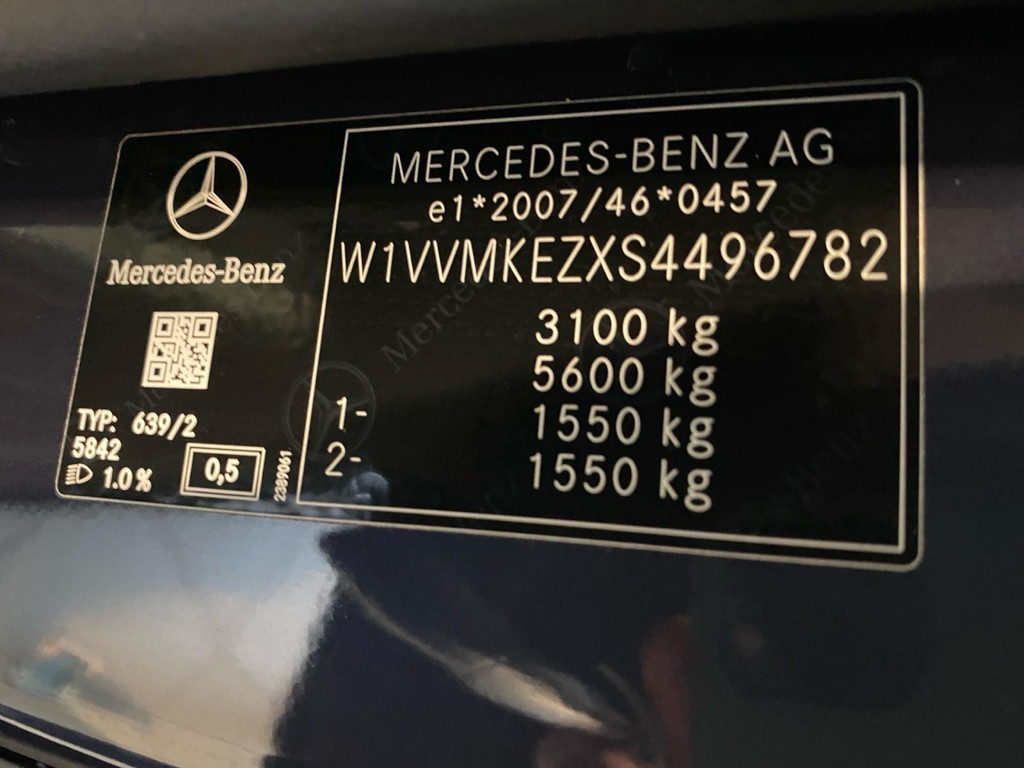 Mercedes-Benz
TYP: 639/2
5842
1.0 %
0,5
2389061
MERCEDES-BENZ AG
e1*2007/46*0457
W1VVMKEZXS4496782
3100 kg
5600 kg
1- 1550 kg
2- 1550 kg